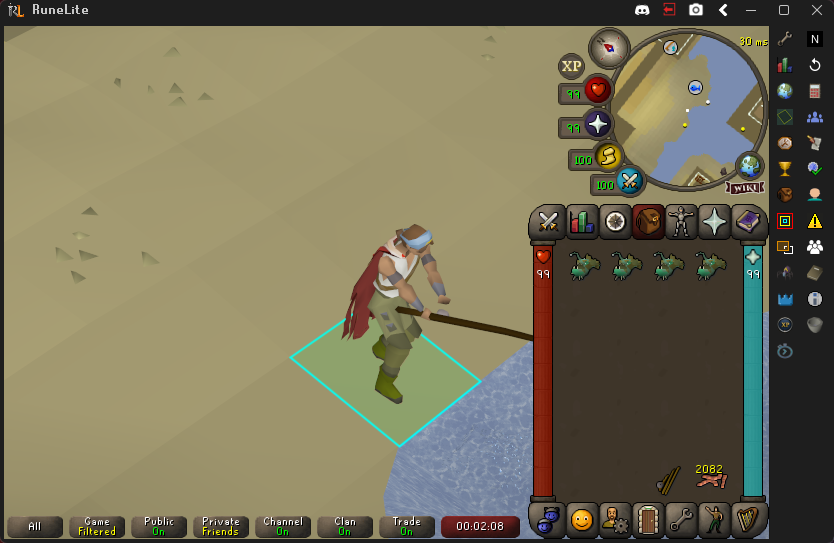 RuneLite
30 ms
XP
99
99
100
100
WIKI
N
99
99
XP
2082
All
Game
Filtered
Public
On
Private
Friends
Channel
On
Clan
On
Trade
On
00:02:08